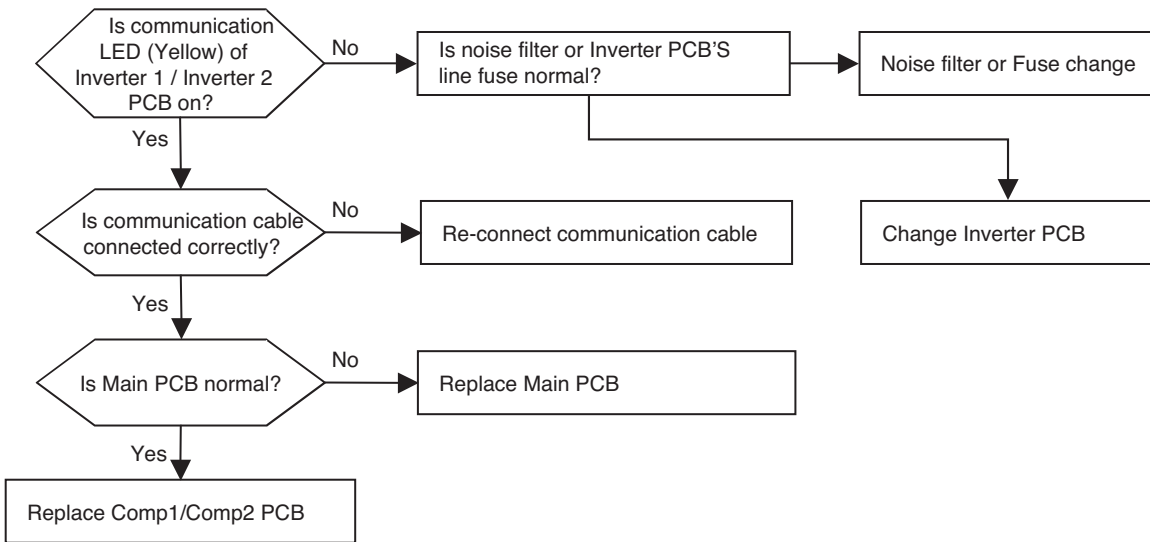 Is communication
LED (Yellow) of
Inverter 1 / Inverter 2
PCB on?
No
Is noise filter or Inverter PCB'S
line fuse normal?
Noise filter or Fuse change
Yes
Change Inverter PCB
Is communication cable
connected correctly?
No
Re-connect communication cable
Yes
Is Main PCB normal?
No
Replace Main PCB
Yes
Replace Comp1/Comp2 PCB